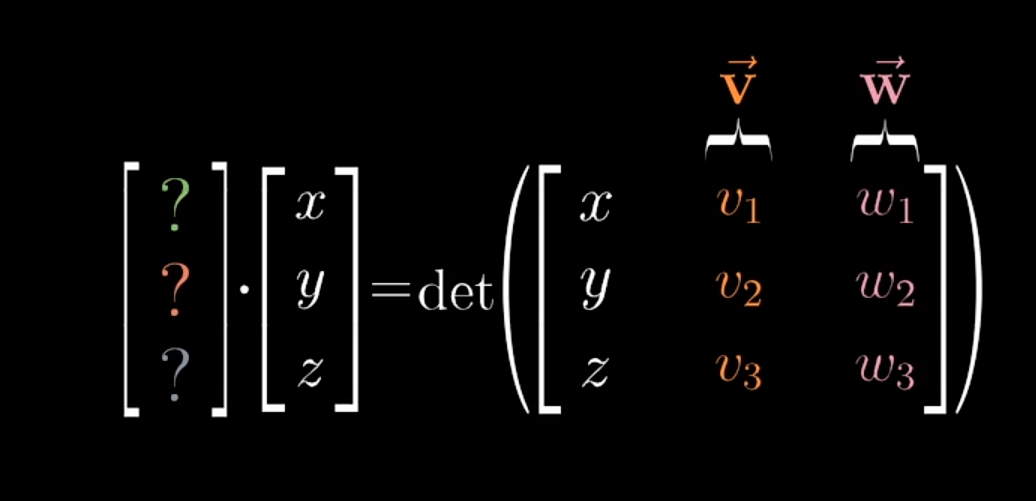 v⃗ w⃗
[?] · [x] = det([x v₁ w₁])
[?] [y] [y v₂ w₂]
[?] [z] [z v₃ w₃]